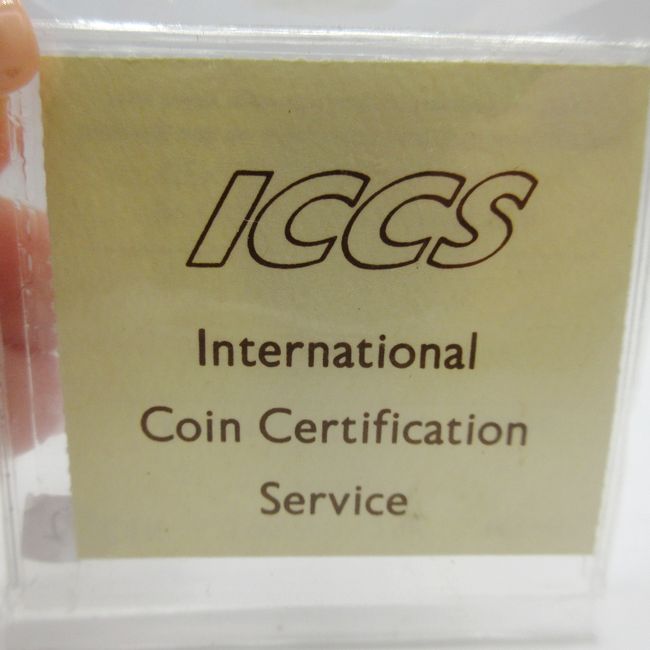 ICCS
International
Coin Certification
Service